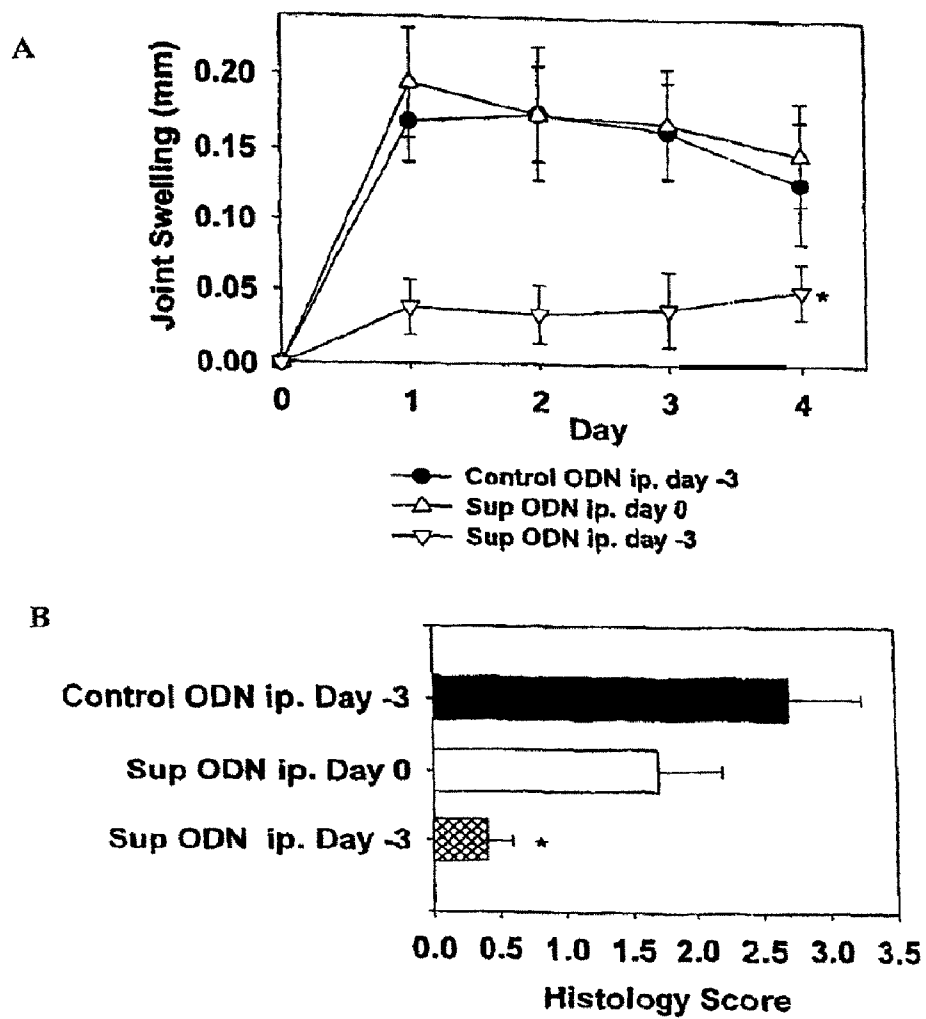 A
Joint Swelling (mm)
0.20
0.15
0.10
0.05
0.00
*
0 1 2 3 4
Day
Control ODN ip. day -3
Sup ODN ip. day 0
Sup ODN ip. day -3
B
Control ODN ip. Day -3
Sup ODN ip. Day 0
Sup ODN ip. Day -3
*
0.0 0.5 1.0 1.5 2.0 2.5 3.0 3.5
Histology Score